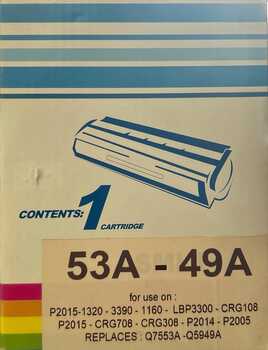 CONTENTS: 1
CARTRIDGE
53A - 49A
for use on :
P2015-1320 - 3390 - 1160 - LBP3300 - CRG108
P2015 - CRG708 - CRG308 - P2014 - P2005
REPLACES : Q7553A -Q5949A